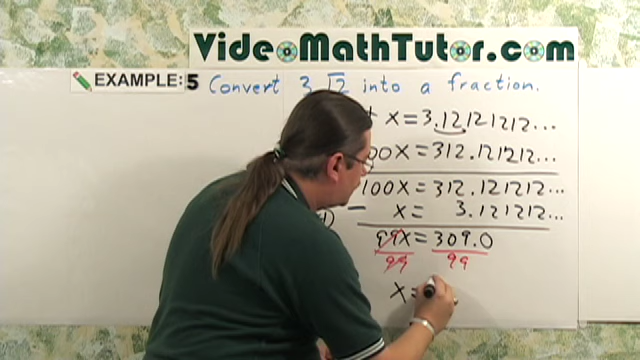 VideoMathTutor.com
EXAMPLE: 5 Convert 3.12 into a fraction.
x = 3.12121212...
100x = 312.121212...
100x = 312.121212...
− x = 3.121212...
99x = 309.0
99 99
x =